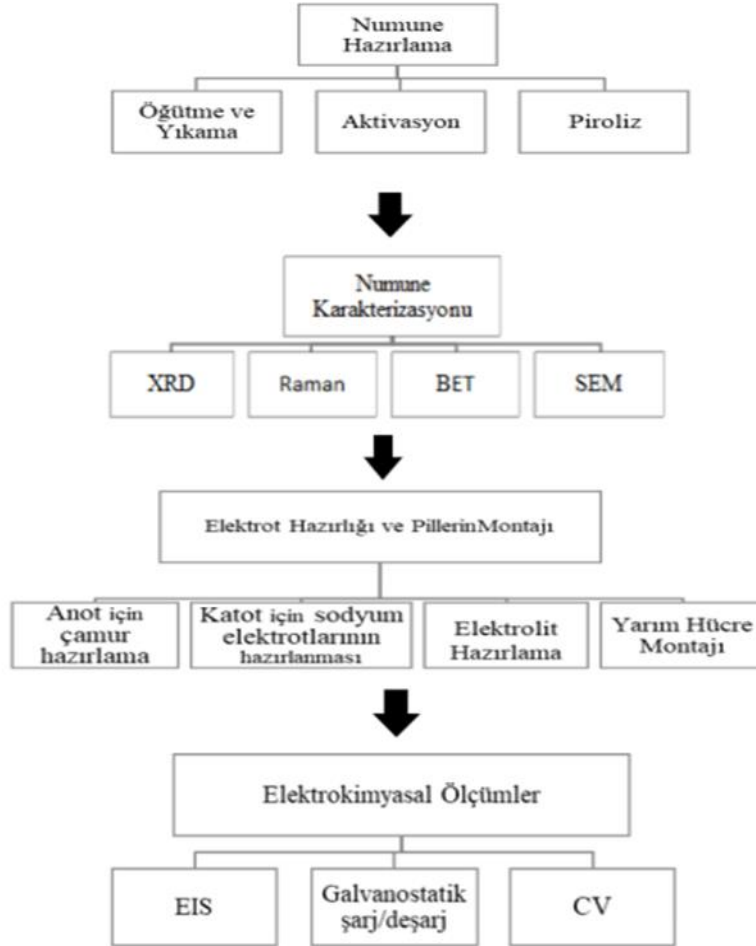 Numune
Hazırlama
Öğütme ve
Yıkama
Aktivasyon
Piroliz
Numune
Karakterizasyonu
XRD
Raman
BET
SEM
Elektrot Hazırlığı ve PillerinMontajı
Anot için
çamur
hazırlama
Katot için sodyum
elektrotlarının
hazırlanması
Elektrolit
Hazırlama
Yarım Hücre
Montajı
Elektrokimyasal Ölçümler
EIS
Galvanostatik
şarj/deşarj
CV